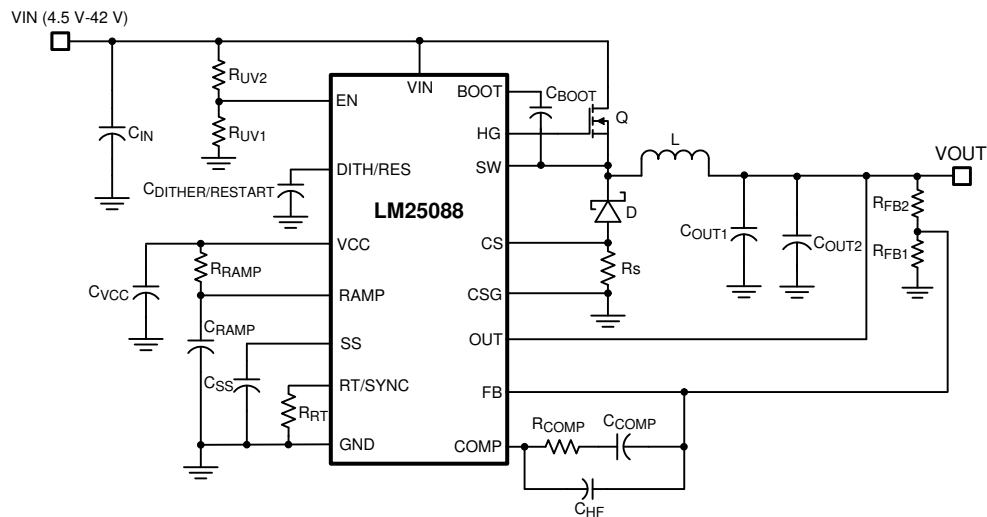 VIN (4.5 V-42 V)
RUV2
VIN
BOOT
CBOOT
EN
Q
CIN
RUV1
HG
L
SW
VOUT
DITH/RES
CDITHER/RESTART
LM25088
D
RFB2
COUT1
COUT2
VCC
CS
RFB1
RRAMP
Rs
CVCC
RAMP
CSG
CRAMP
SS
OUT
CSS
RT/SYNC
FB
RRT
RCOMP
CCOMP
GND
COMP
CHF